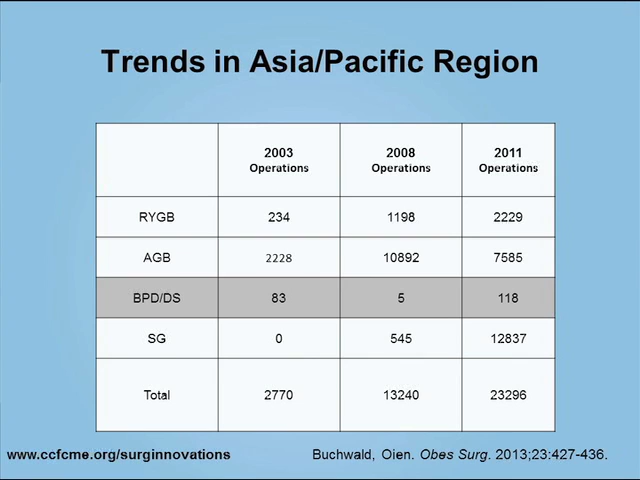 Trends in Asia/Pacific Region
2003 Operations 2008 Operations 2011 Operations
RYGB 234 1198 2229
AGB 2228 10892 7585
BPD/DS 83 5 118
SG 0 545 12837
Total 2770 13240 23296
www.ccfcme.org/surginnovations Buchwald, Oien. Obes Surg. 2013;23:427-436.